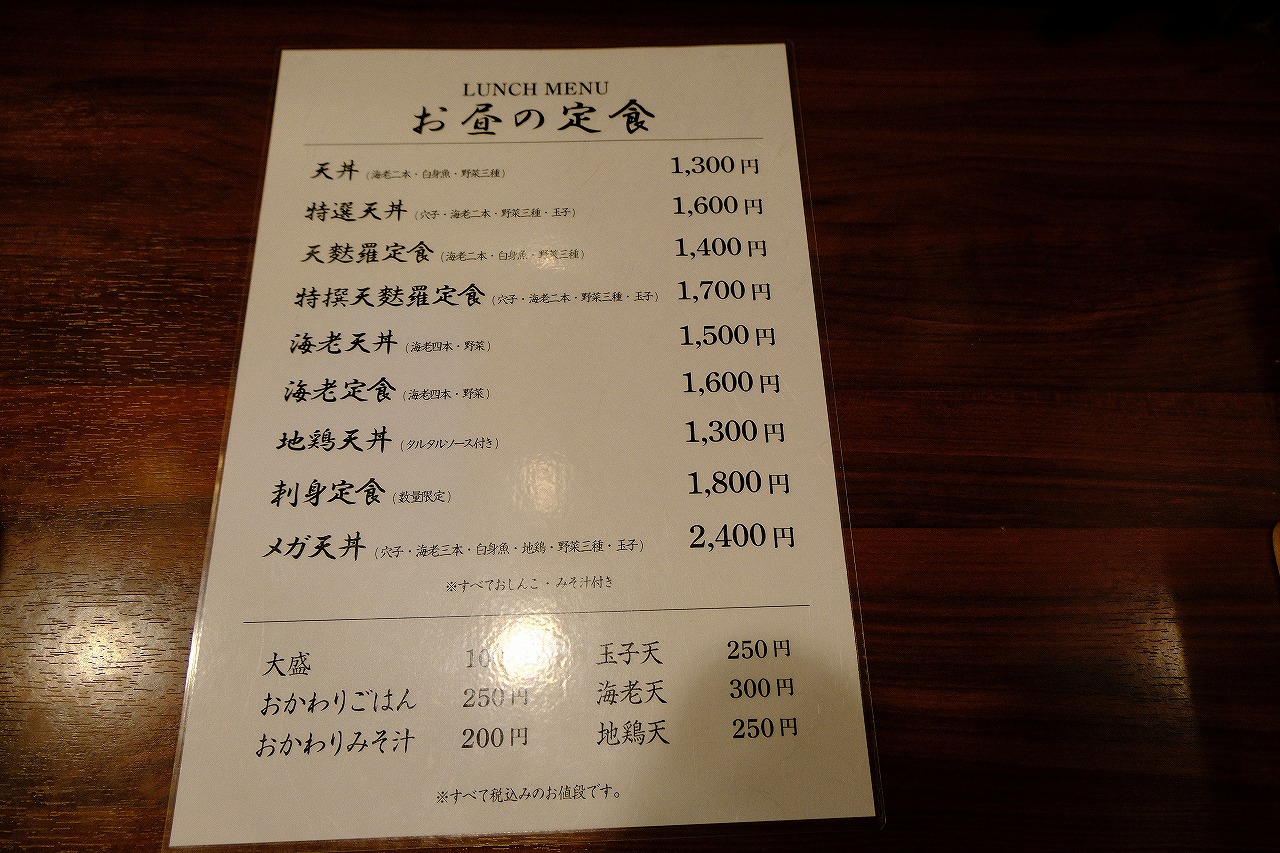 LUNCH MENU
お昼の定食
天丼 (海老二本・白身魚・野菜三種) 1,300円
特選天丼 (穴子・海老二本・野菜三種・玉子) 1,600円
天麩羅定食 (海老二本・白身魚・野菜三種) 1,400円
特撰天麩羅定食 (穴子・海老二本・野菜三種・玉子) 1,700円
海老天丼 (海老四本・野菜) 1,500円
海老定食 (海老四本・野菜) 1,600円
地鶏天丼 (タルタルソース付き) 1,300円
刺身定食 (数量限定) 1,800円
メガ天丼 (穴子・海老三本・白身魚・地鶏・野菜三種・玉子) 2,400円
※すべておしんこ・みそ汁付き
大盛 玉子天 250円
おかわりごはん 250円 海老天 300円
おかわりみそ汁 200円 地鶏天 250円
※すべて税込みのお値段です。